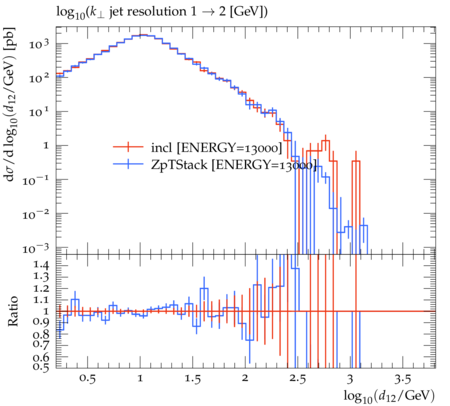 log₁₀(k⊥ jet resolution 1 → 2 [GeV])
dσ/d log₁₀(d₁₂/GeV) [pb]
10³
10²
10¹
1
10⁻¹
10⁻²
10⁻³
incl [ENERGY=13000]
ZpTStack [ENERGY=13000]
Ratio
1.4
1.3
1.2
1.1
1
0.9
0.8
0.7
0.6
0.5
0.5 1 1.5 2 2.5 3 3.5
log₁₀(d₁₂/GeV)